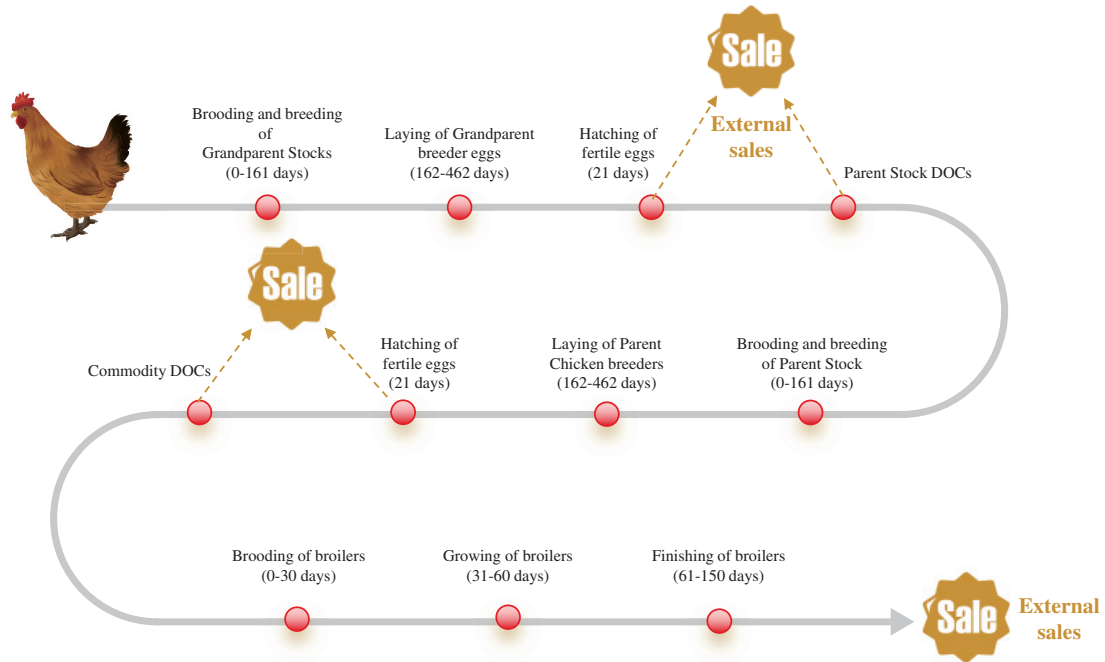 Sale
External
sales
Brooding and breeding
of
Grandparent Stocks
(0-161 days)
Laying of Grandparent
breeder eggs
(162-462 days)
Hatching of
fertile eggs
(21 days)
Parent Stock DOCs
Sale
Commodity DOCs
Hatching of
fertile eggs
(21 days)
Laying of Parent
Chicken breeders
(162-462 days)
Brooding and breeding
of Parent Stock
(0-161 days)
Brooding of broilers
(0-30 days)
Growing of broilers
(31-60 days)
Finishing of broilers
(61-150 days)
Sale
External
sales